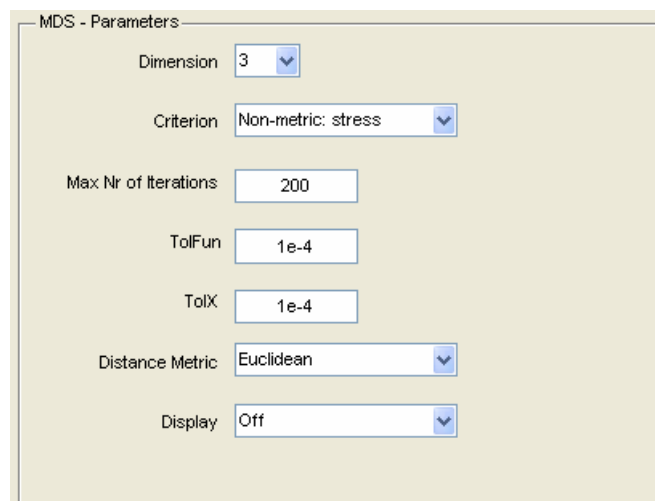 MDS - Parameters
Dimension 3
Criterion Non-metric: stress
Max Nr of Iterations 200
TolFun 1e-4
TolX 1e-4
Distance Metric Euclidean
Display Off